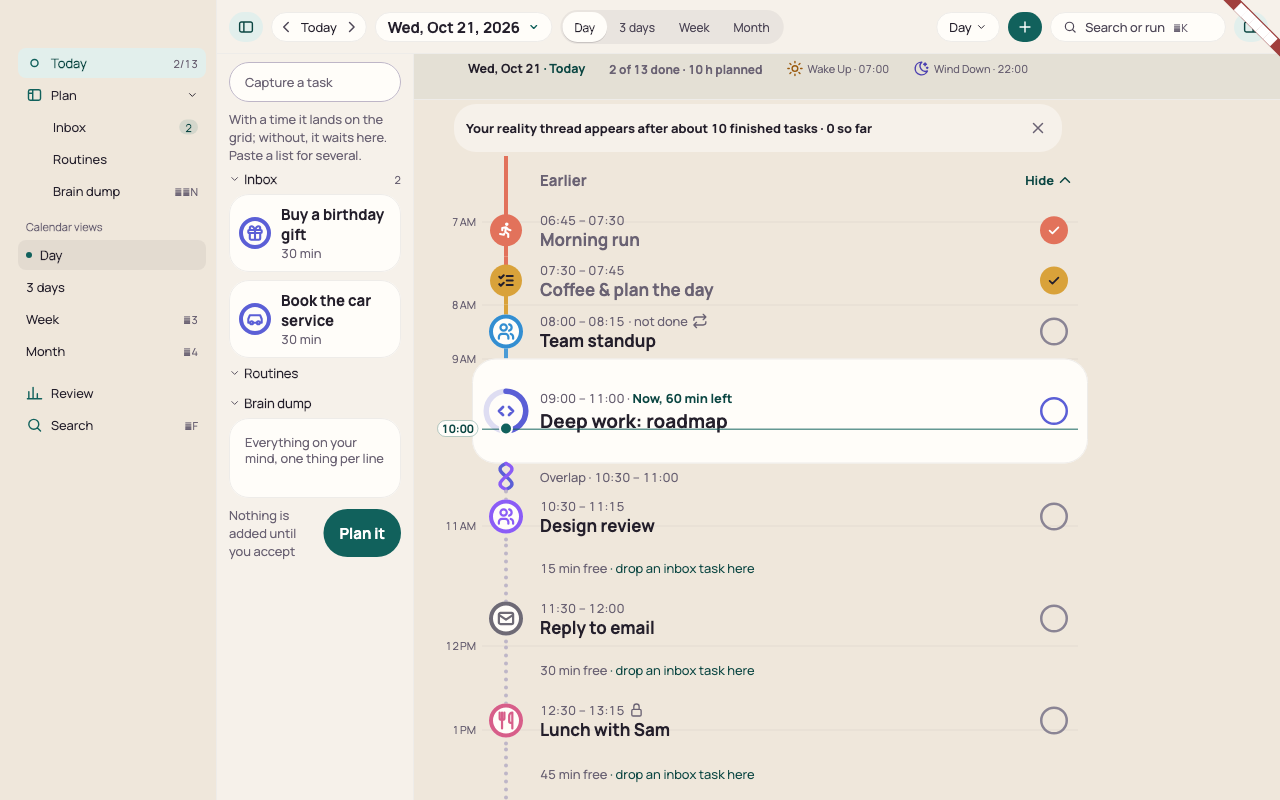 Today
Wed, Oct 21, 2026
Day
3 days
Week
Month
Day
Search or run
K
Today
2/13
Plan
Inbox
2
Routines
Brain dump
N
Calendar views
Day
3 days
Week
3
Month
4
Review
Search
F
Capture a task
With a time it lands on the
grid; without, it waits here.
Paste a list for several.
Inbox
2
Buy a birthday
gift
30 min
Book the car
service
30 min
Routines
Brain dump
Everything on your
mind, one thing per line
Nothing is
added until
you accept
Plan it
Wed, Oct 21 · Today
2 of 13 done · 10 h planned
Wake Up · 07:00
Wind Down · 22:00
Your reality thread appears after about 10 finished tasks · 0 so far
Earlier
Hide
7 AM
06:45 – 07:30
Morning run
07:30 – 07:45
Coffee & plan the day
8 AM
08:00 – 08:15 · not done
Team standup
9 AM
09:00 – 11:00 · Now, 60 min left
Deep work: roadmap
10:00
Overlap · 10:30 – 11:00
10:30 – 11:15
Design review
11 AM
15 min free · drop an inbox task here
11:30 – 12:00
Reply to email
12 PM
30 min free · drop an inbox task here
12:30 – 13:15
Lunch with Sam
1 PM
45 min free · drop an inbox task here